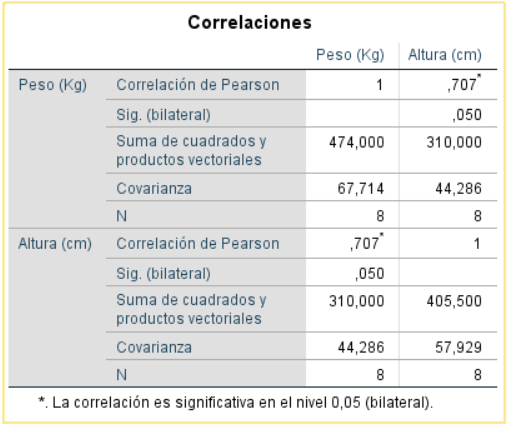 Correlaciones
Peso (Kg) Altura (cm)
Peso (Kg) Correlación de Pearson 1 ,707*
Sig. (bilateral) ,050
Suma de cuadrados y
productos vectoriales 474,000 310,000
Covarianza 67,714 44,286
N 8 8
Altura (cm) Correlación de Pearson ,707* 1
Sig. (bilateral) ,050
Suma de cuadrados y
productos vectoriales 310,000 405,500
Covarianza 44,286 57,929
N 8 8
*. La correlación es significativa en el nivel 0,05 (bilateral).